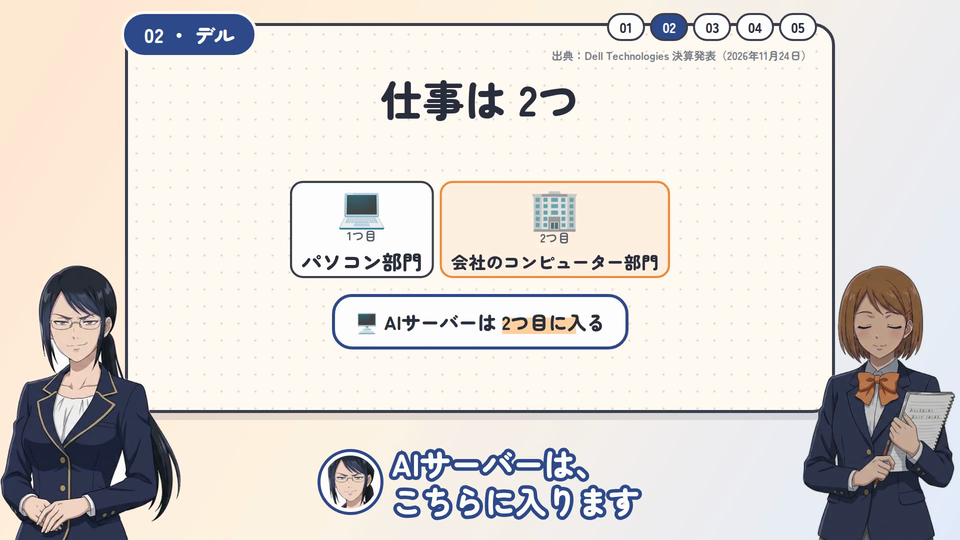 02 ・ デル
01 02 03 04 05
出典：Dell Technologies 決算発表（2026年11月24日）
仕事は 2つ
1つ目
パソコン部門
2つ目
会社のコンピューター部門
AIサーバーは 2つ目に入る
AIサーバーは、
こちらに入ります